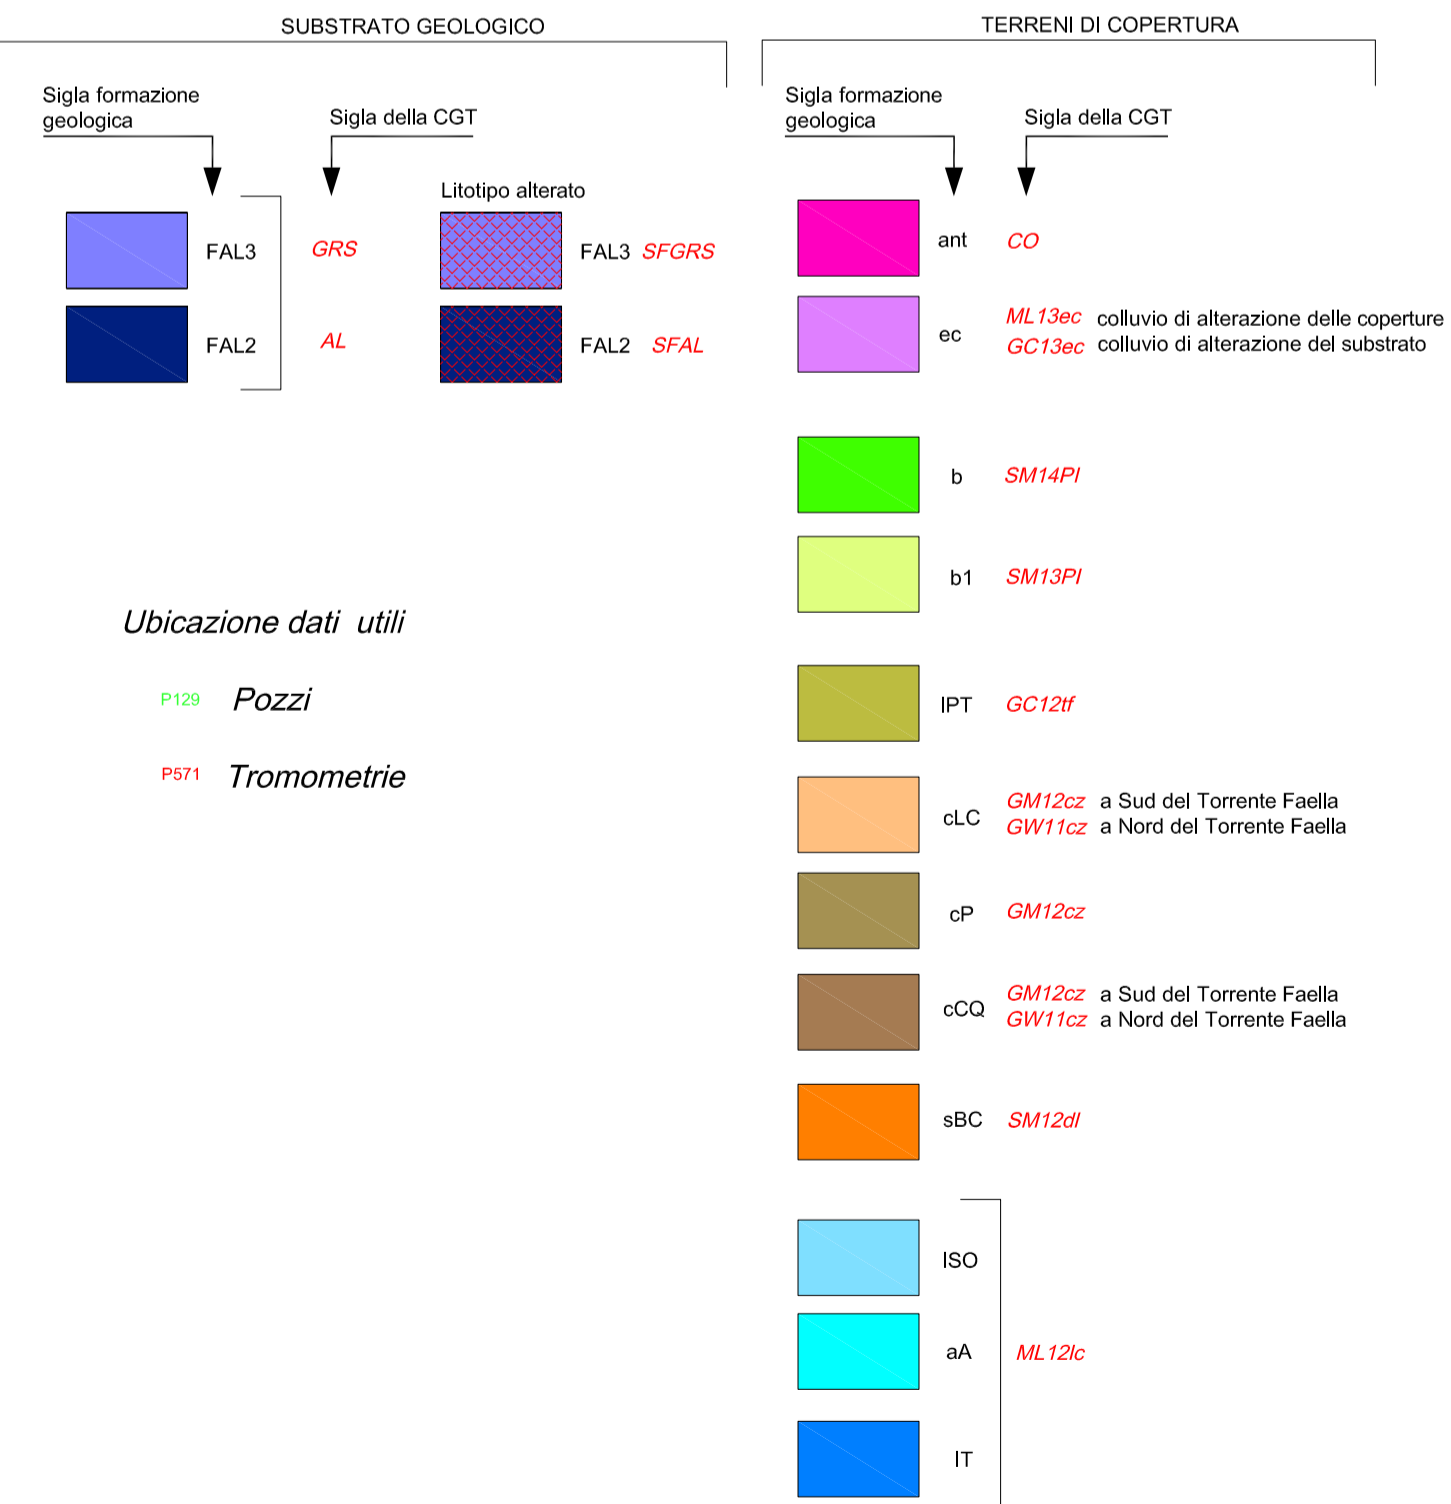 SUBSTRATO GEOLOGICO
Sigla formazione
geologica
Sigla della CGT
Litotipo alterato
FAL3 GRS
FAL3 SFGRS
FAL2 AL
FAL2 SFAL
Ubicazione dati utili
P129 Pozzi
P571 Tromometrie
TERRENI DI COPERTURA
Sigla formazione
geologica
Sigla della CGT
ant CO
ec
ML13ec colluvio di alterazione delle coperture
GC13ec colluvio di alterazione del substrato
b SM14PI
b1 SM13PI
IPT GC12tf
cLC
GM12cz a Sud del Torrente Faella
GW11cz a Nord del Torrente Faella
cP GM12cz
cCQ
GM12cz a Sud del Torrente Faella
GW11cz a Nord del Torrente Faella
sBC SM12dl
ISO
aA ML12lc
IT